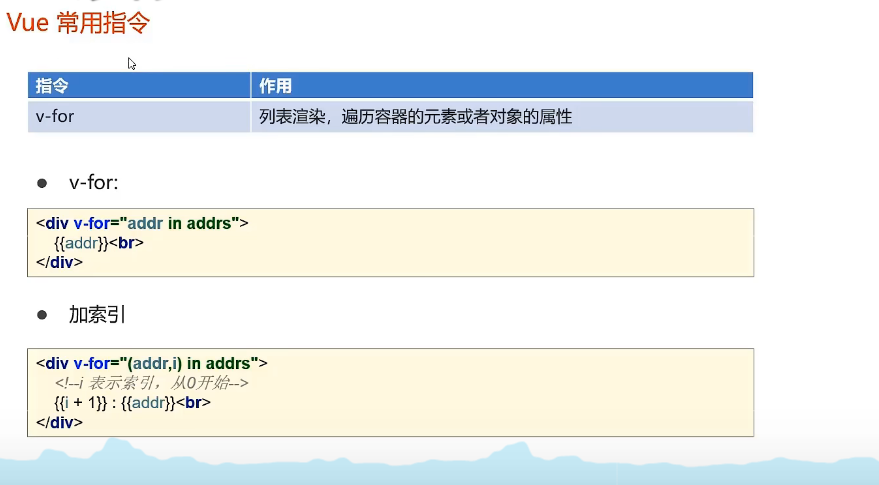 Vue 常用指令
指令 作用
v-for 列表渲染，遍历容器的元素或者对象的属性
● v-for:
<div v-for="addr in addrs">
{{addr}}<br>
</div>
● 加索引
<div v-for="(addr,i) in addrs">
<!--i 表示索引，从0开始-->
{{i + 1}} : {{addr}}<br>
</div>